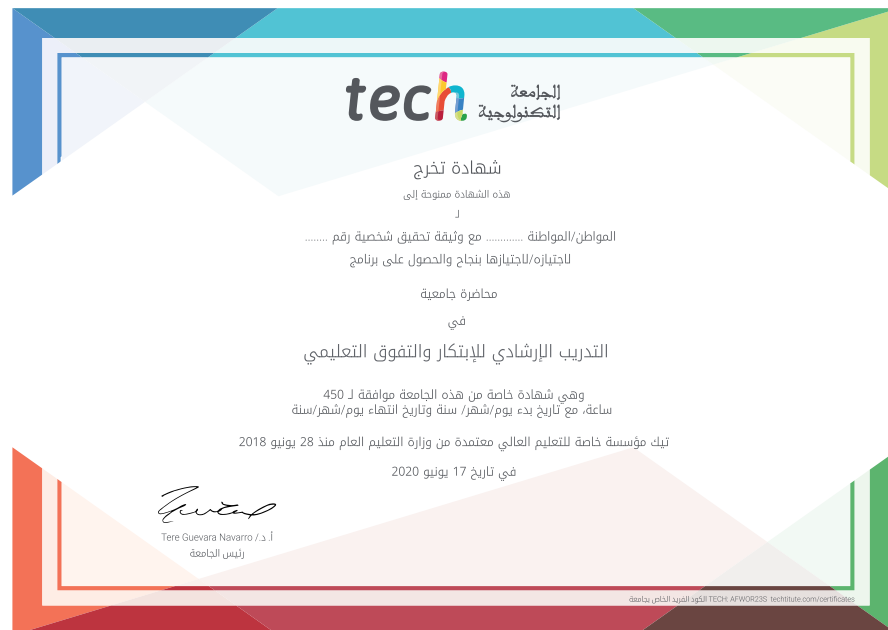 tech الجامعة
التكنولوجية
شهادة تخرج
هذه الشهادة ممنوحة إلى
لـ
المواطن/المواطنة ............. مع وثيقة تحقيق شخصية رقم ........
لاجتيازه/لاجتيازها بنجاح والحصول على برنامج
محاضرة جامعية
في
التدريب الإرشادي للإبتكار والتفوق التعليمي
وهي شهادة خاصة من هذه الجامعة موافقة لـ 450
ساعة، مع تاريخ بدء يوم/شهر/ سنة وتاريخ انتهاء يوم/شهر/سنة
تيك مؤسسة خاصة للتعليم العالي معتمدة من وزارة التعليم العام منذ 28 يونيو 2018
في تاريخ 17 يونيو 2020
أ. د./ Tere Guevara Navarro
رئيس الجامعة
الكود الفريد الخاص بجامعة TECH: AFWOR23S techtitute.com/certificates